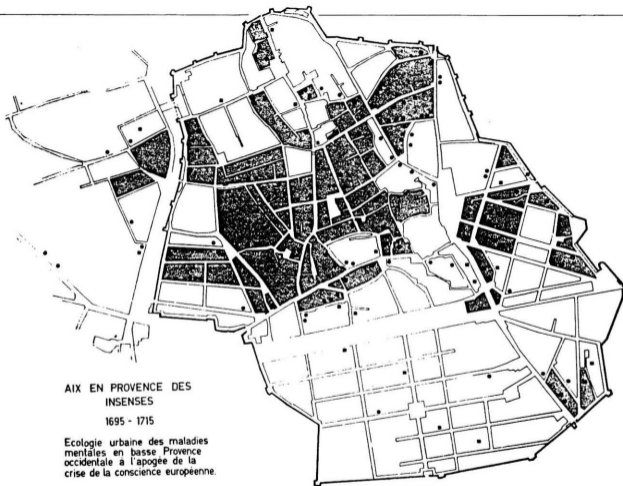 AIX EN PROVENCE DES
INSENSES
1695 - 1715
Ecologie urbaine des maladies
mentales en basse Provence
occidentale à l'apogée de la
crise de la conscience européenne.